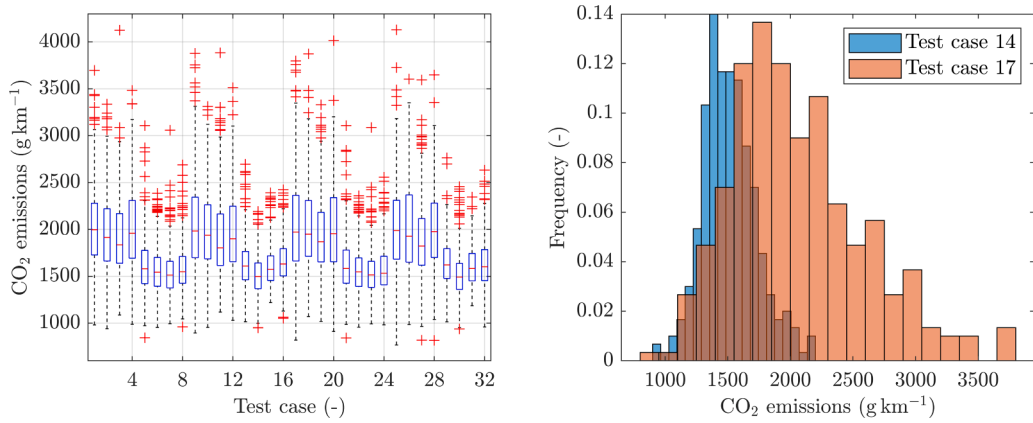 4000
3500
3000
2500
2000
1500
1000
CO₂ emissions (g km⁻¹)
4 8 12 16 20 24 28 32
Test case (-)
0.14
0.12
0.1
0.08
0.06
0.04
0.02
0
Frequency (-)
Test case 14
Test case 17
1000 1500 2000 2500 3000 3500
CO₂ emissions (g km⁻¹)